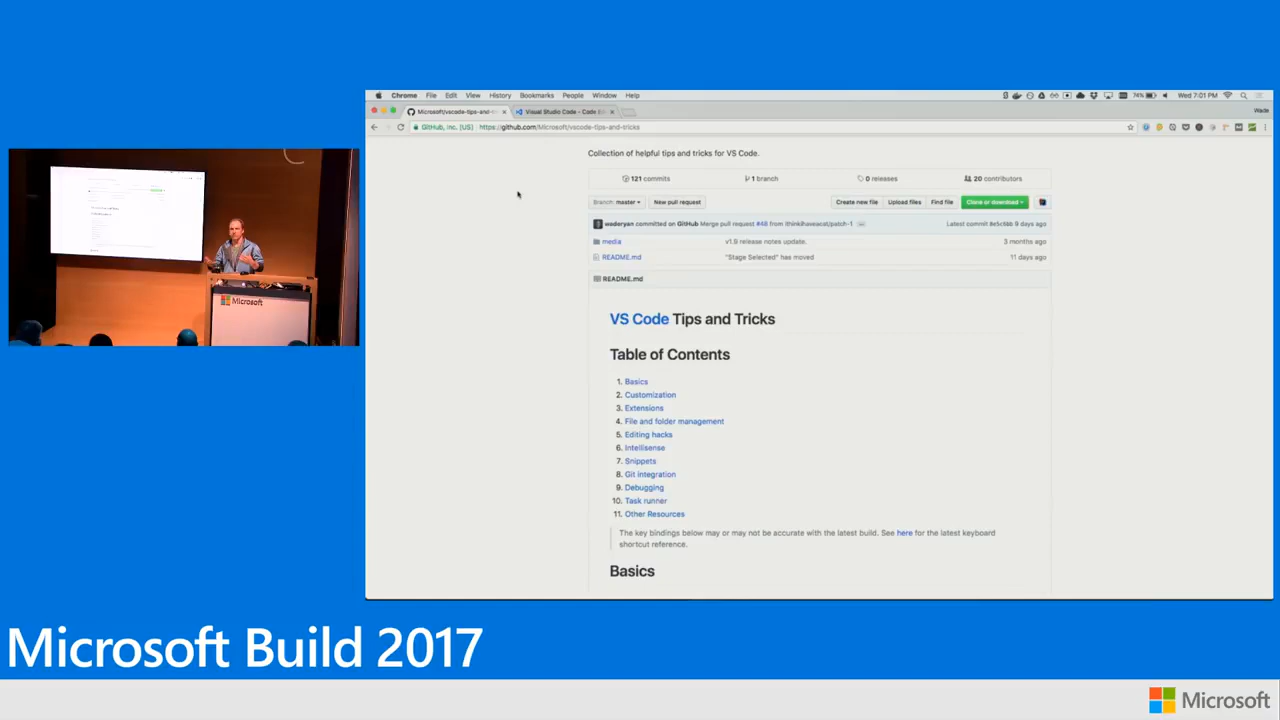 Chrome File Edit View History Bookmarks People Window Help
74% Wed 7:01 PM
Microsoft/vscode-tips-and-
Visual Studio Code - Code Ed
Wade
GitHub, Inc. [US] https://github.com/Microsoft/vscode-tips-and-tricks
Collection of helpful tips and tricks for VS Code.
121 commits 1 branch 0 releases 20 contributors
Branch: master New pull request Create new file Upload files Find file Clone or download
committed on GitHub Merge pull request #48 from Latest commit 9 days ago
media v1.9 release notes update. 3 months ago
README.md "Stage Selected" has moved 11 days ago
README.md
VS Code Tips and Tricks
Table of Contents
1. Basics
2. Customization
3. Extensions
4. File and folder management
5. Editing hacks
6. Intellisense
7. Snippets
8. Git integration
9. Debugging
10. Task runner
11. Other Resources
The key bindings below may or may not be accurate with the latest build. See here for the latest keyboard
shortcut reference.
Basics
Microsoft
Microsoft Build 2017
Microsoft